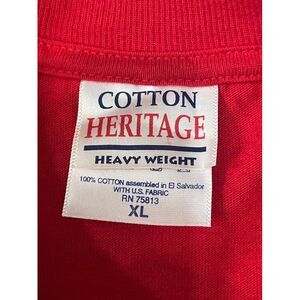 COTTON
HERITAGE
HEAVY WEIGHT
100% COTTON assembled in El Salvador
WITH U.S. FABRIC
RN 75813
XL